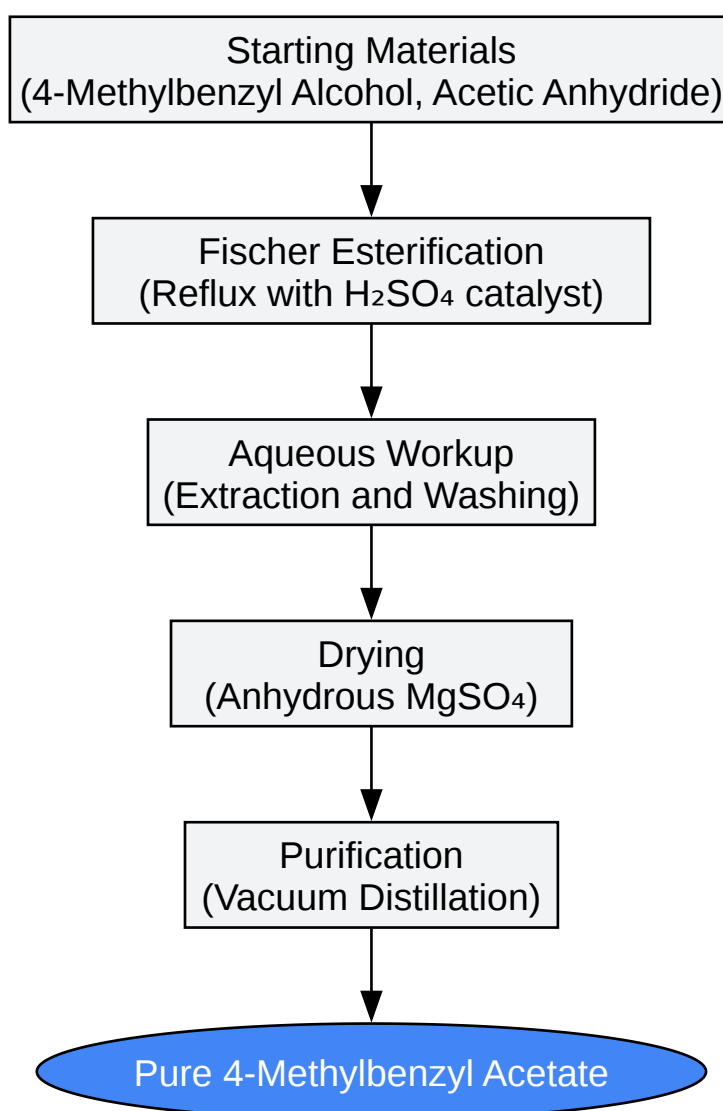 Starting Materials
(4-Methylbenzyl Alcohol, Acetic Anhydride)
Fischer Esterification
(Reflux with H₂SO₄ catalyst)
Aqueous Workup
(Extraction and Washing)
Drying
(Anhydrous MgSO₄)
Purification
(Vacuum Distillation)
Pure 4-Methylbenzyl Acetate